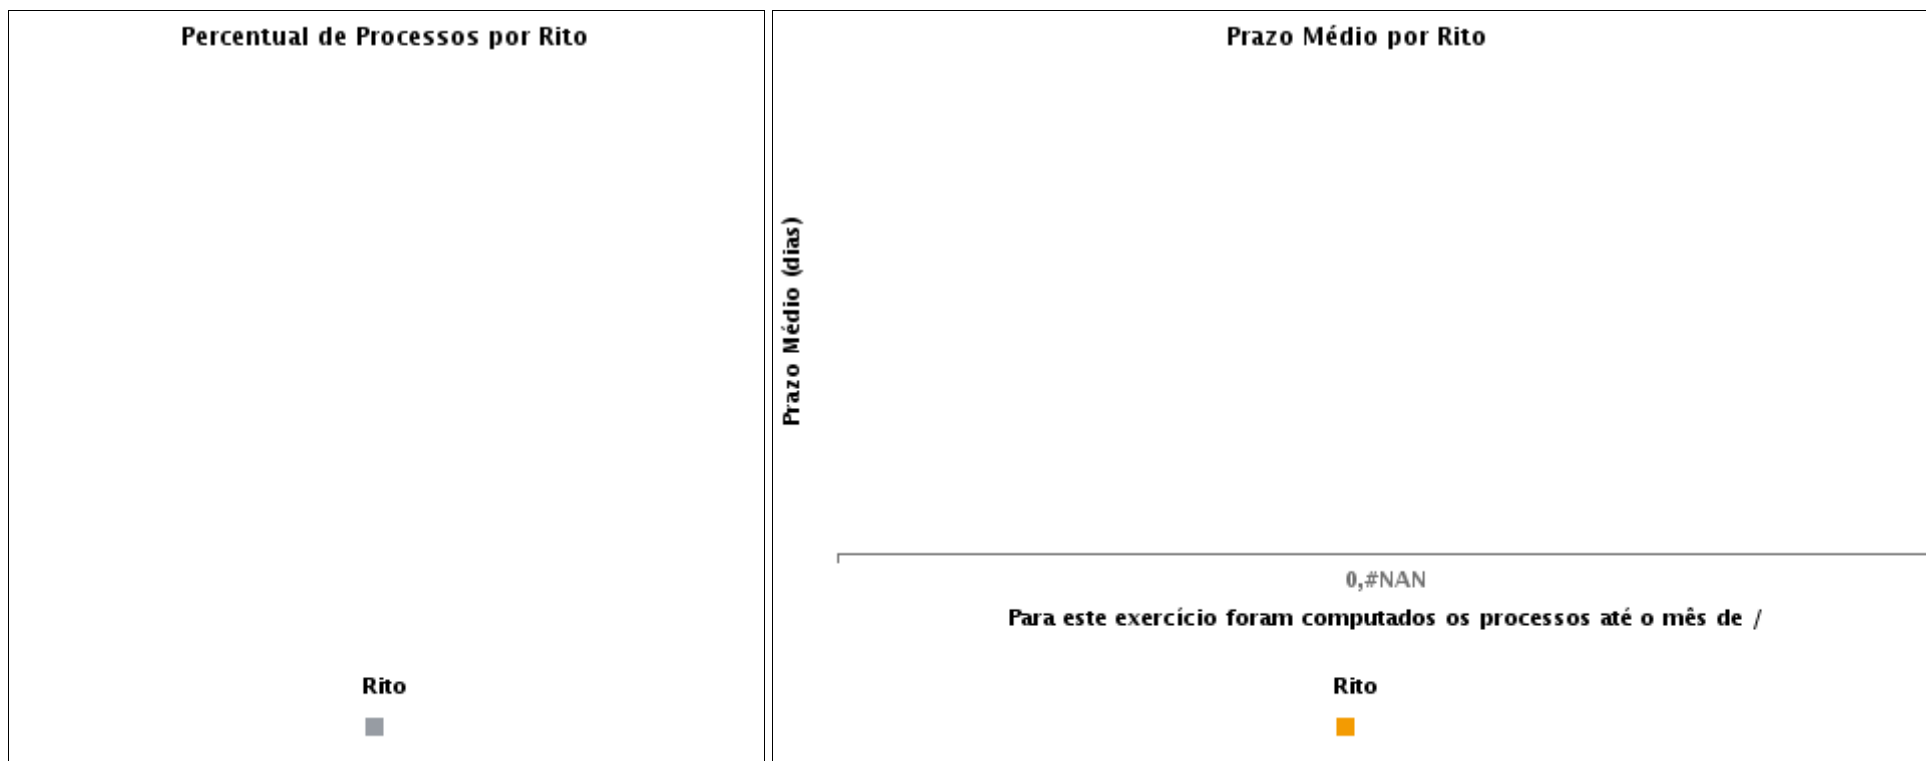 Percentual de Processos por Rito
Rito
Prazo Médio por Rito
Prazo Médio (dias)
0,#NAN
Para este exercício foram computados os processos até o mês de /
Rito